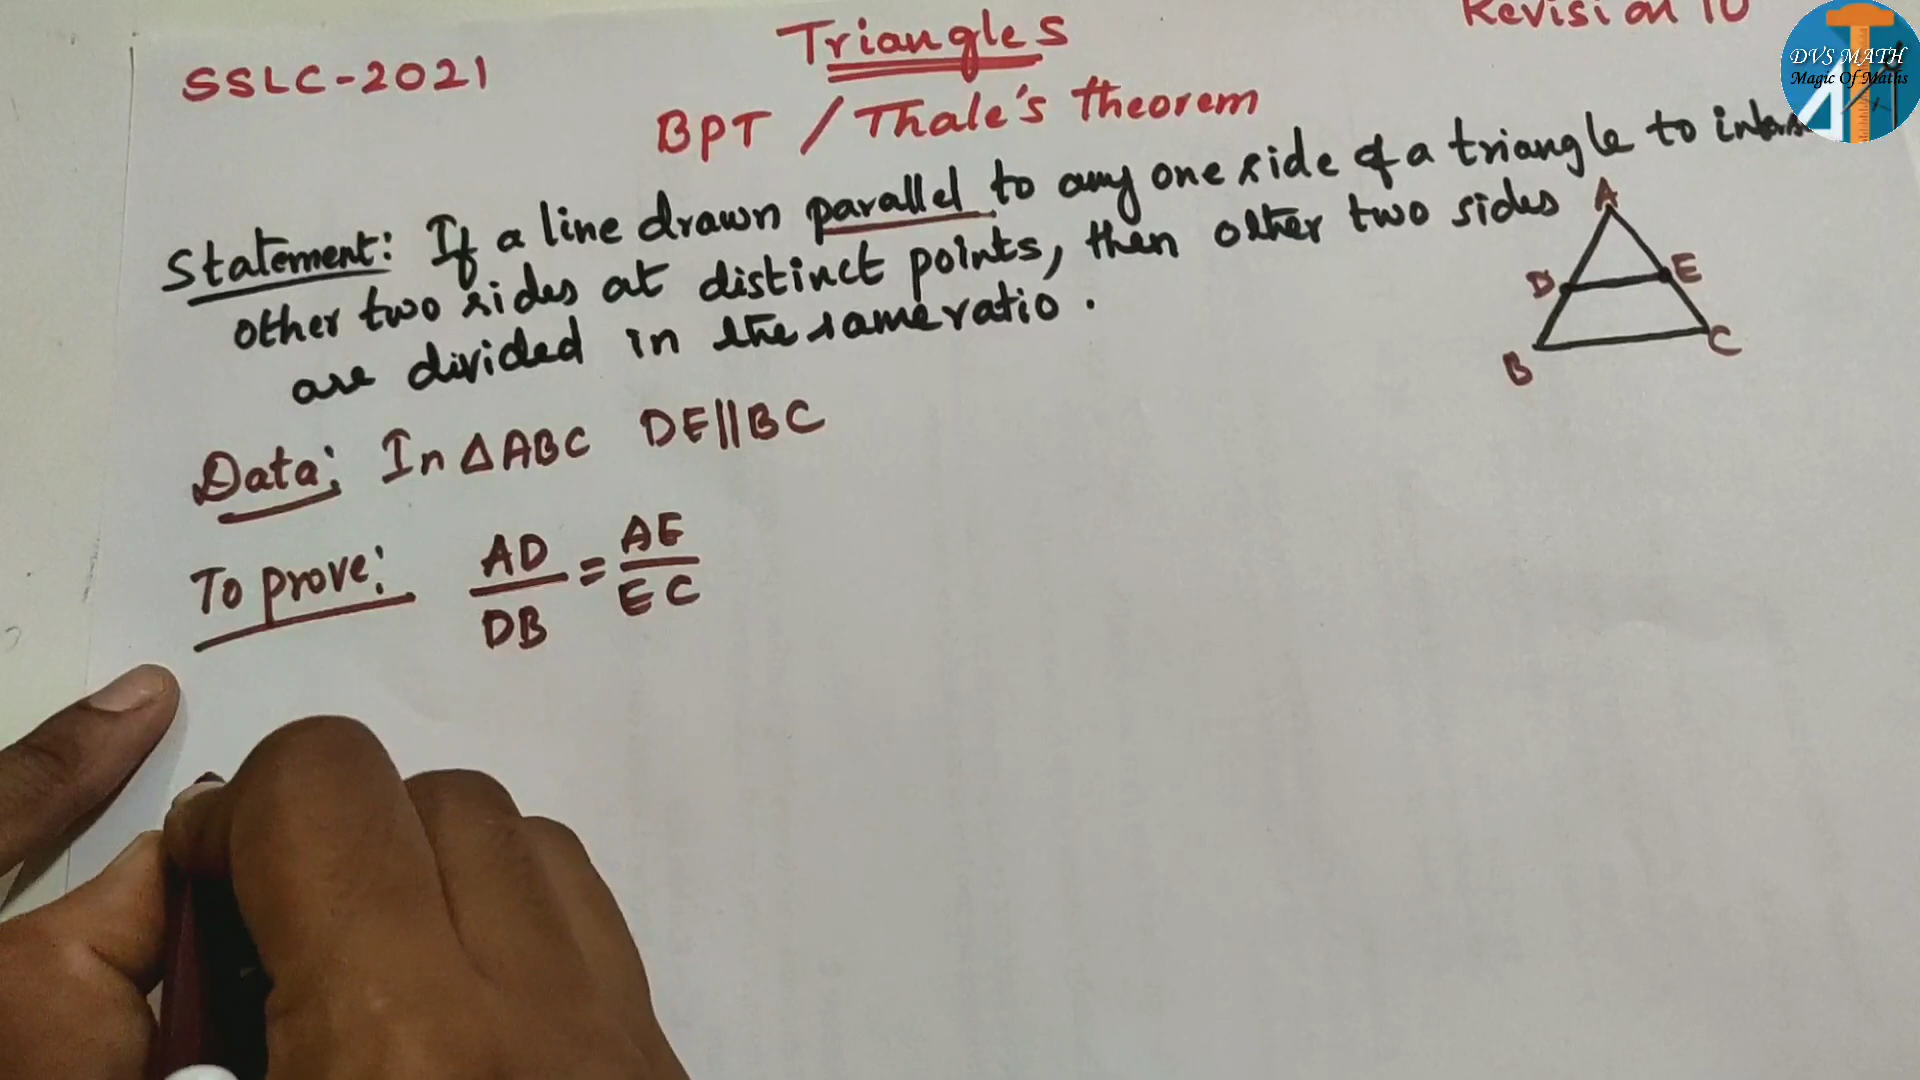 Revision 10
Triangles
SSLC-2021
DVS MATH
Magic Of Maths
BPT / Thale's theorem
Statement: If a line drawn parallel to any one side of a triangle to
other two sides at distinct points, then other two sides
are divided in the same ratio.
A
D E
B C
Data: In △ABC DE||BC
To prove: AD/DB = AE/EC